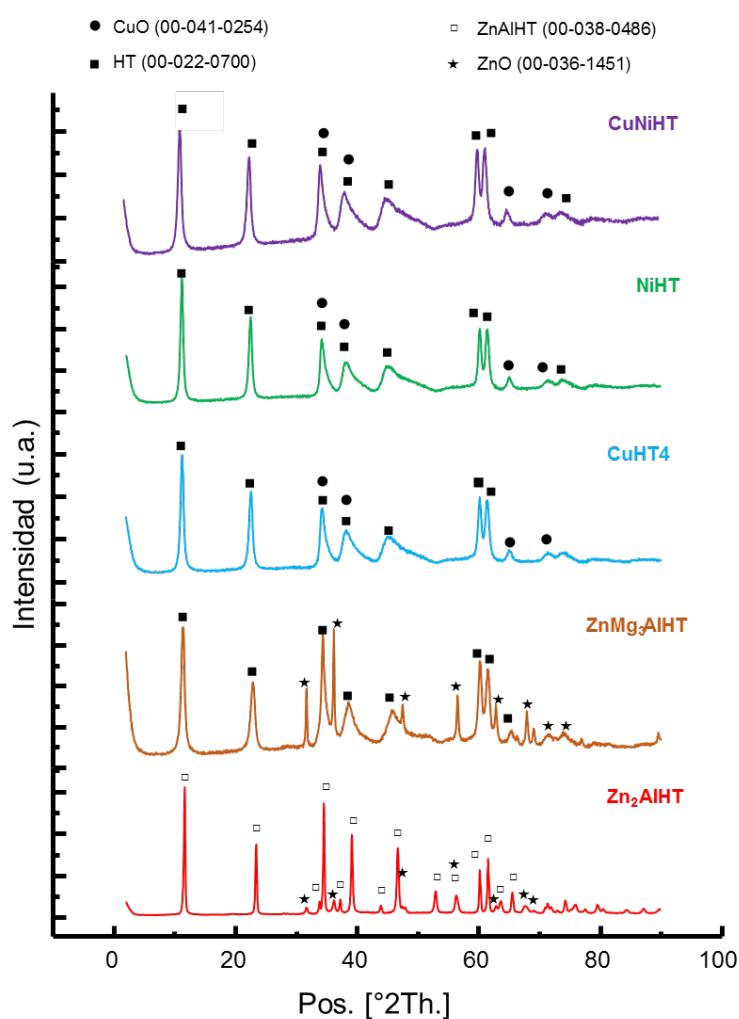 ● CuO (00-041-0254)
□ ZnAlHT (00-038-0486)
■ HT (00-022-0700)
★ ZnO (00-036-1451)
CuNiHT
NiHT
CuHT4
ZnMg₃AlHT
Zn₂AlHT
Intensidad (u.a.)
0 20 40 60 80 100
Pos. [°2Th.]